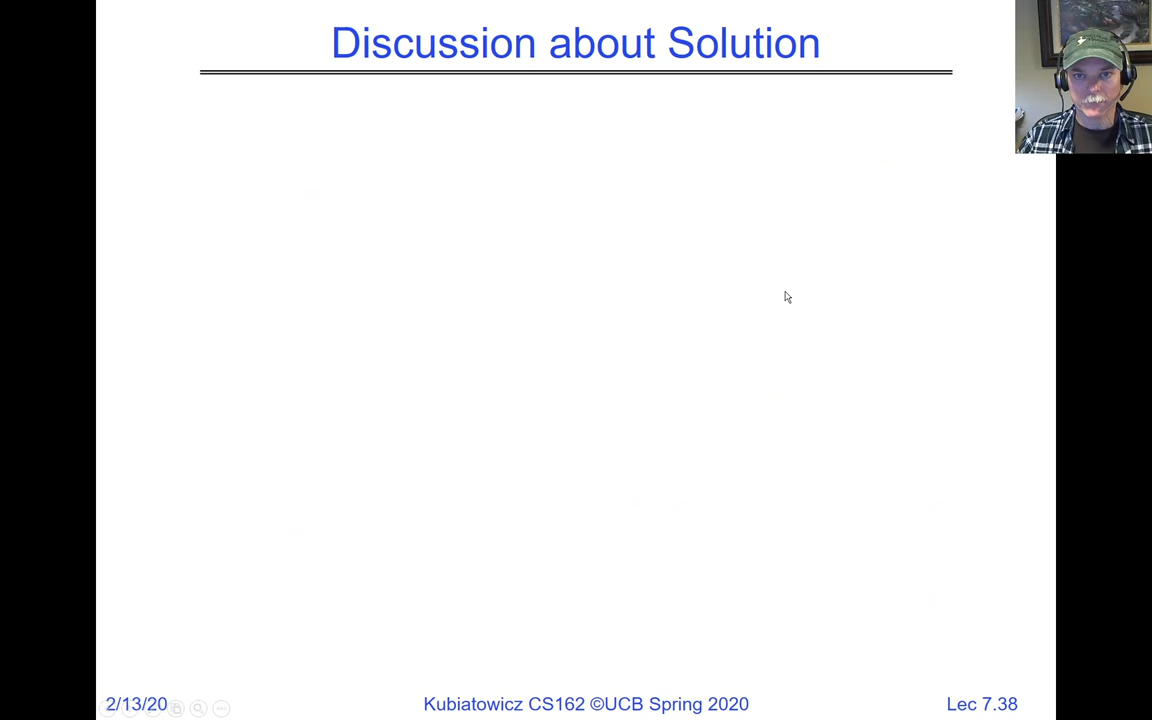 Discussion about Solution
2/13/20
Kubiatowicz CS162 ©UCB Spring 2020
Lec 7.38